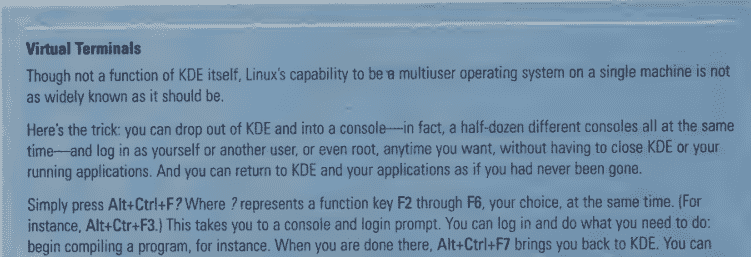 Virtual Terminals
Though not a function of KDE itself, Linux's capability to be a multiuser operating system on a single machine is not
as widely known as it should be.
Here's the trick: you can drop out of KDE and into a console—in fact, a half-dozen different consoles all at the same
time—and log in as yourself or another user, or even root, anytime you want, without having to close KDE or your
running applications. And you can return to KDE and your applications as if you had never been gone.
Simply press Alt+Ctrl+F? Where ? represents a function key F2 through F6, your choice, at the same time. (For
instance, Alt+Ctr+F3.) This takes you to a console and login prompt. You can log in and do what you need to do:
begin compiling a program, for instance. When you are done there, Alt+Ctrl+F7 brings you back to KDE. You can